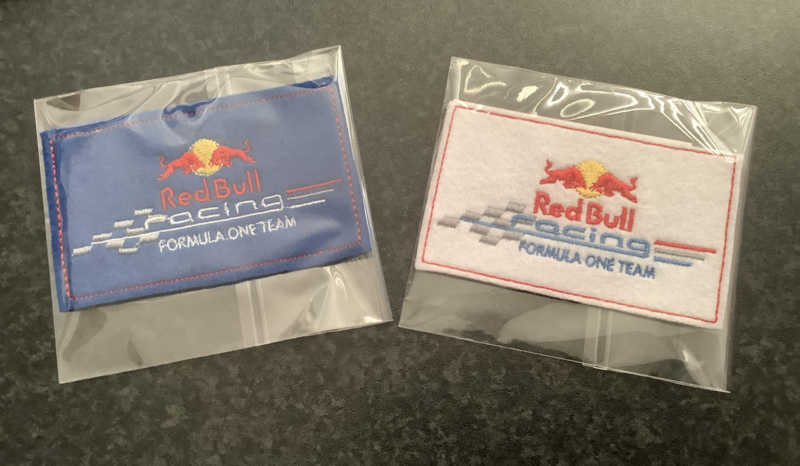 Red Bull
racing
FORMULA ONE TEAM
Red Bull
racing
FORMULA ONE TEAM